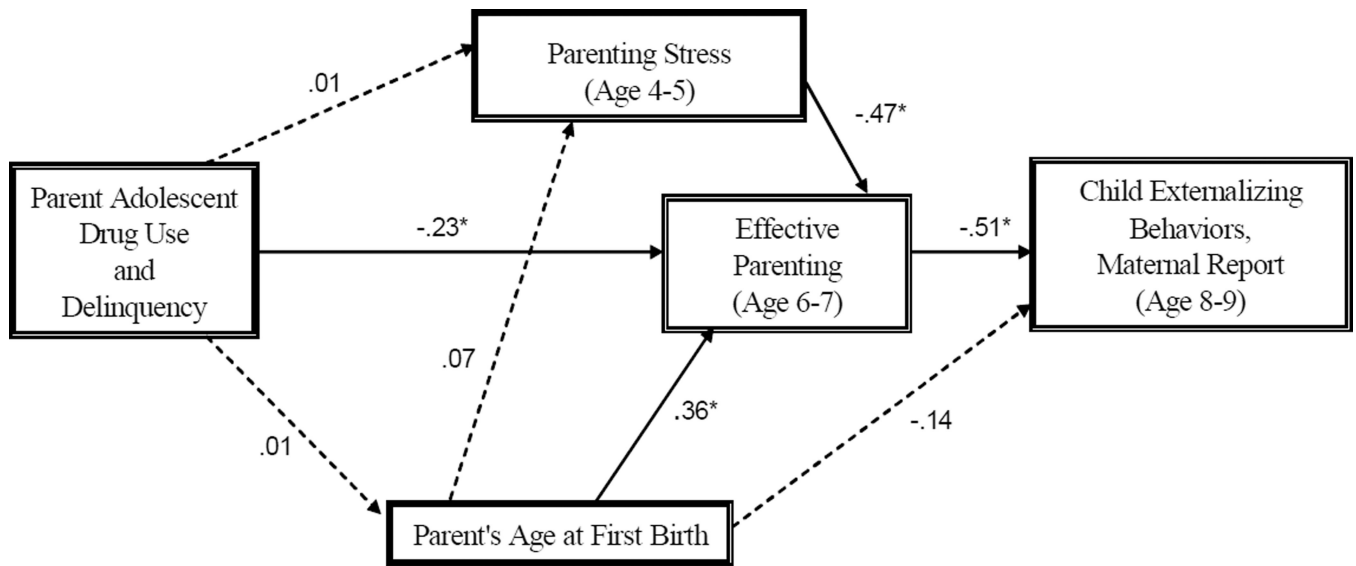 Parenting Stress
(Age 4-5)
.01
-.47*
Parent Adolescent
Drug Use
and
Delinquency
-.23*
Effective
Parenting
(Age 6-7)
-.51*
Child Externalizing
Behaviors,
Maternal Report
(Age 8-9)
.07
.36*
.01
-.14
Parent's Age at First Birth